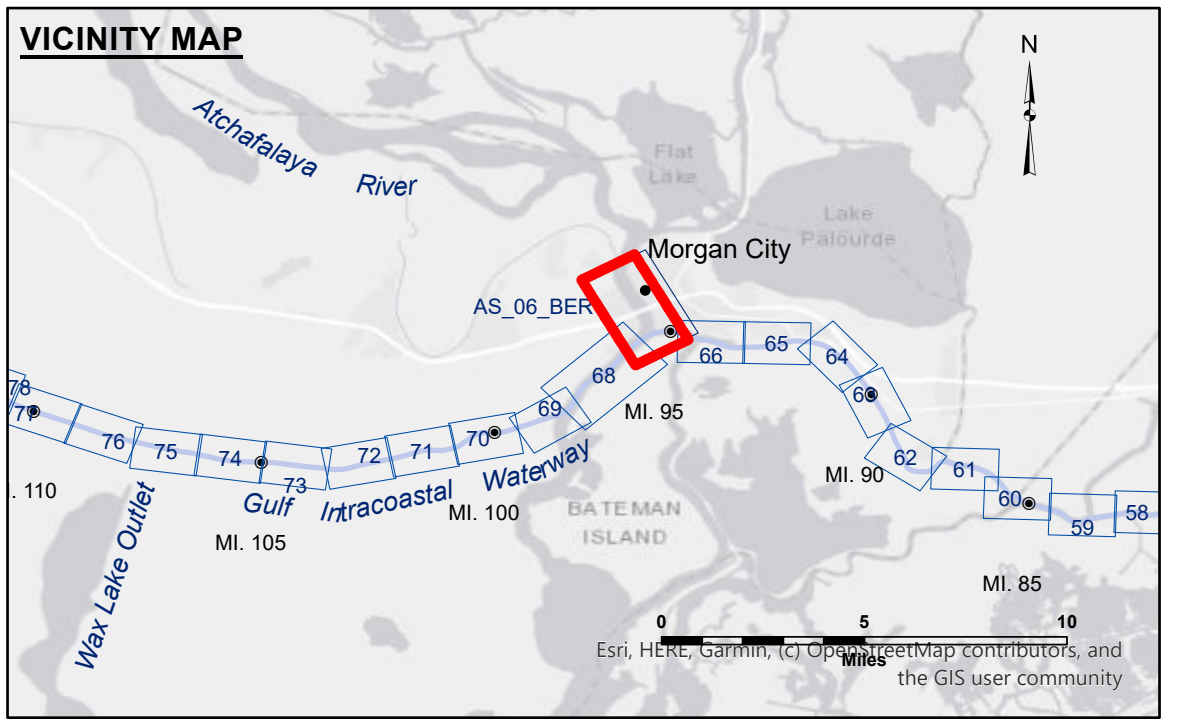 VICINITY MAP
N
Atchafalaya
River
Flat
Lake
Lake
Palourde
Morgan City
AS_06_BER
66
65
64
63
62
61
60
59
58
68
69
70
71
72
73
74
75
76
77
78
MI. 95
MI. 90
MI. 85
MI. 100
MI. 105
. 110
Gulf Intracoastal Waterway
Wax Lake Outlet
BATEMAN
ISLAND
0 5 10
Miles
Esri, HERE, Garmin, (c) OpenStreetMap contributors, and
the GIS user community